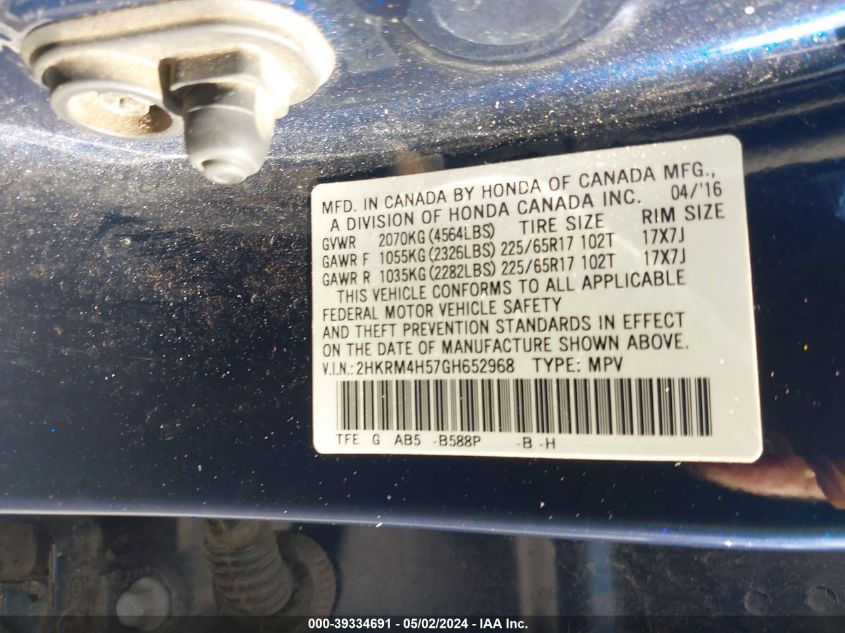 MFD. IN CANADA BY HONDA OF CANADA MFG.,
A DIVISION OF HONDA CANADA INC. 04/'16
GVWR 2070KG(4564LBS) TIRE SIZE RIM SIZE
GAWR F 1055KG(2326LBS) 225/65R17 102T 17X7J
GAWR R 1035KG(2282LBS) 225/65R17 102T 17X7J
THIS VEHICLE CONFORMS TO ALL APPLICABLE
FEDERAL MOTOR VEHICLE SAFETY
AND THEFT PREVENTION STANDARDS IN EFFECT
ON THE DATE OF MANUFACTURE SHOWN ABOVE.
V.I.N.: 2HKRM4H57GH652968 TYPE: MPV
TFE G AB5 -B588P -B -H
000-39334691 - 05/02/2024 - IAA Inc.